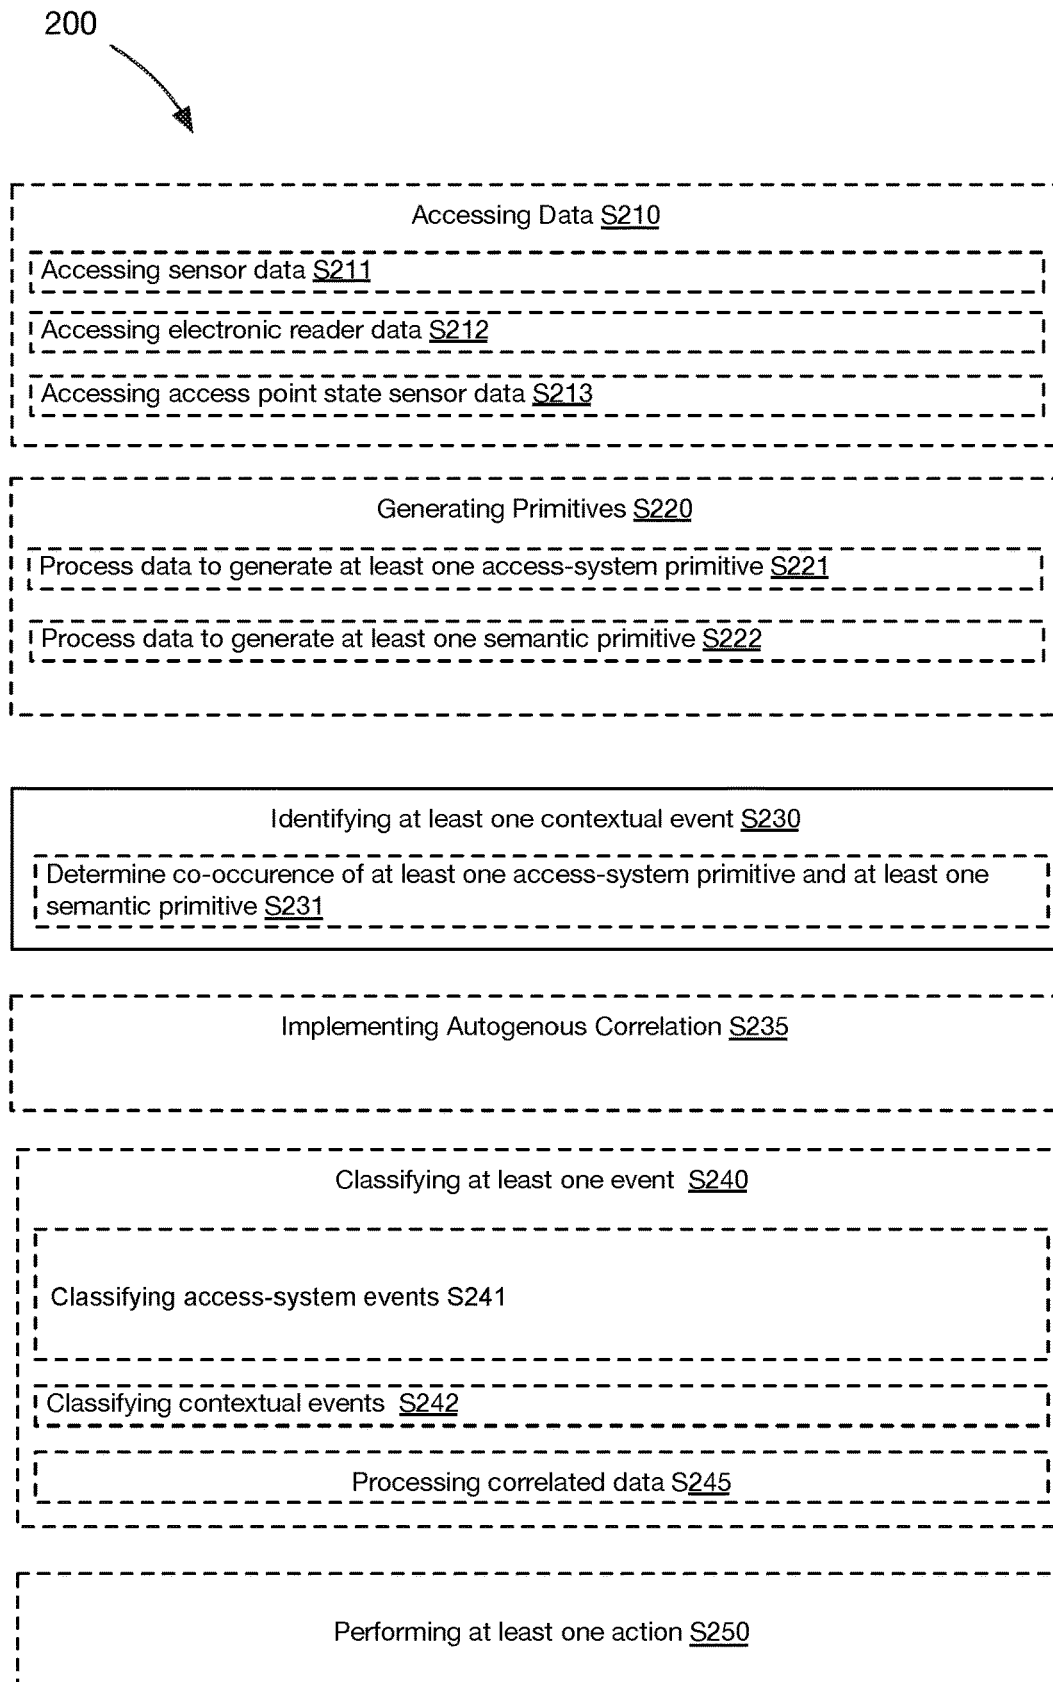 200
Accessing Data S210
Accessing sensor data S211
Accessing electronic reader data S212
Accessing access point state sensor data S213
Generating Primitives S220
Process data to generate at least one access-system primitive S221
Process data to generate at least one semantic primitive S222
Identifying at least one contextual event S230
Determine co-occurence of at least one access-system primitive and at least one
semantic primitive S231
Implementing Autogenous Correlation S235
Classifying at least one event S240
Classifying access-system events S241
Classifying contextual events S242
Processing correlated data S245
Performing at least one action S250